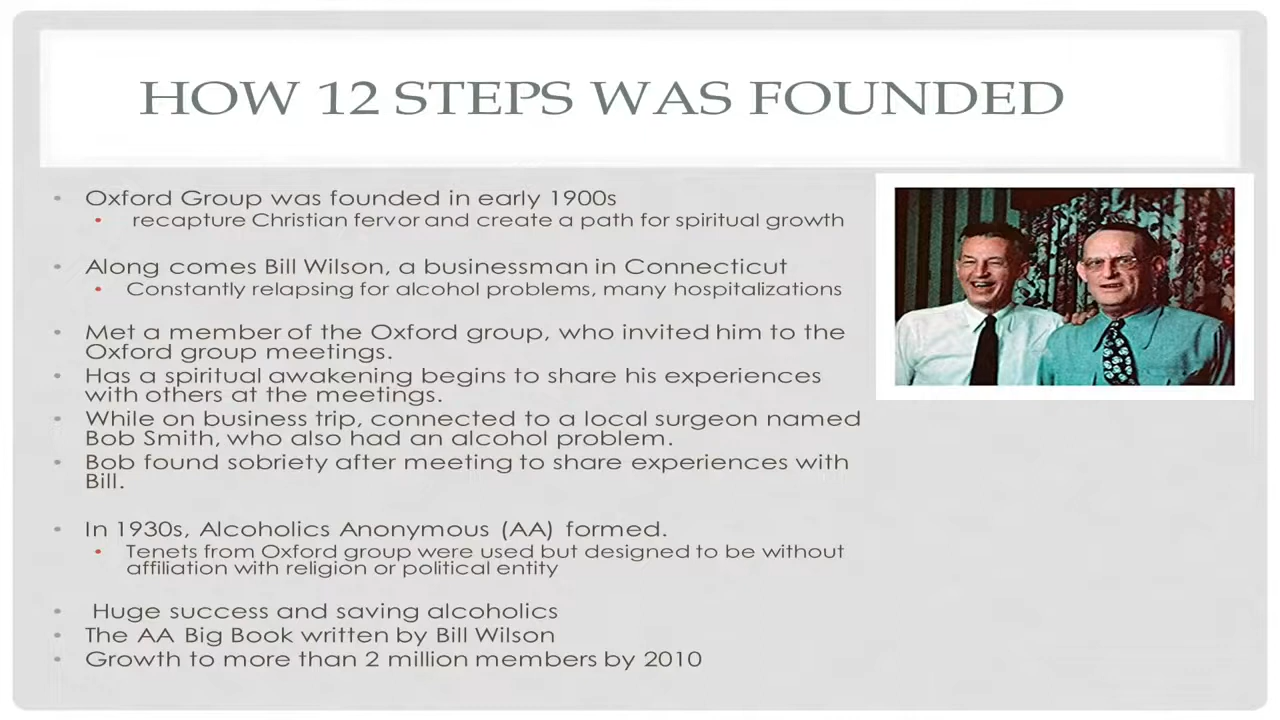 HOW 12 STEPS WAS FOUNDED
• Oxford Group was founded in early 1900s
• recapture Christian fervor and create a path for spiritual growth
• Along comes Bill Wilson, a businessman in Connecticut
• Constantly relapsing for alcohol problems, many hospitalizations
• Met a member of the Oxford group, who invited him to the
Oxford group meetings.
• Has a spiritual awakening begins to share his experiences
with others at the meetings.
• While on business trip, connected to a local surgeon named
Bob Smith, who also had an alcohol problem.
• Bob found sobriety after meeting to share experiences with
Bill.
• In 1930s, Alcoholics Anonymous (AA) formed.
• Tenets from Oxford group were used but designed to be without
affiliation with religion or political entity
• Huge success and saving alcoholics
• The AA Big Book written by Bill Wilson
• Growth to more than 2 million members by 2010